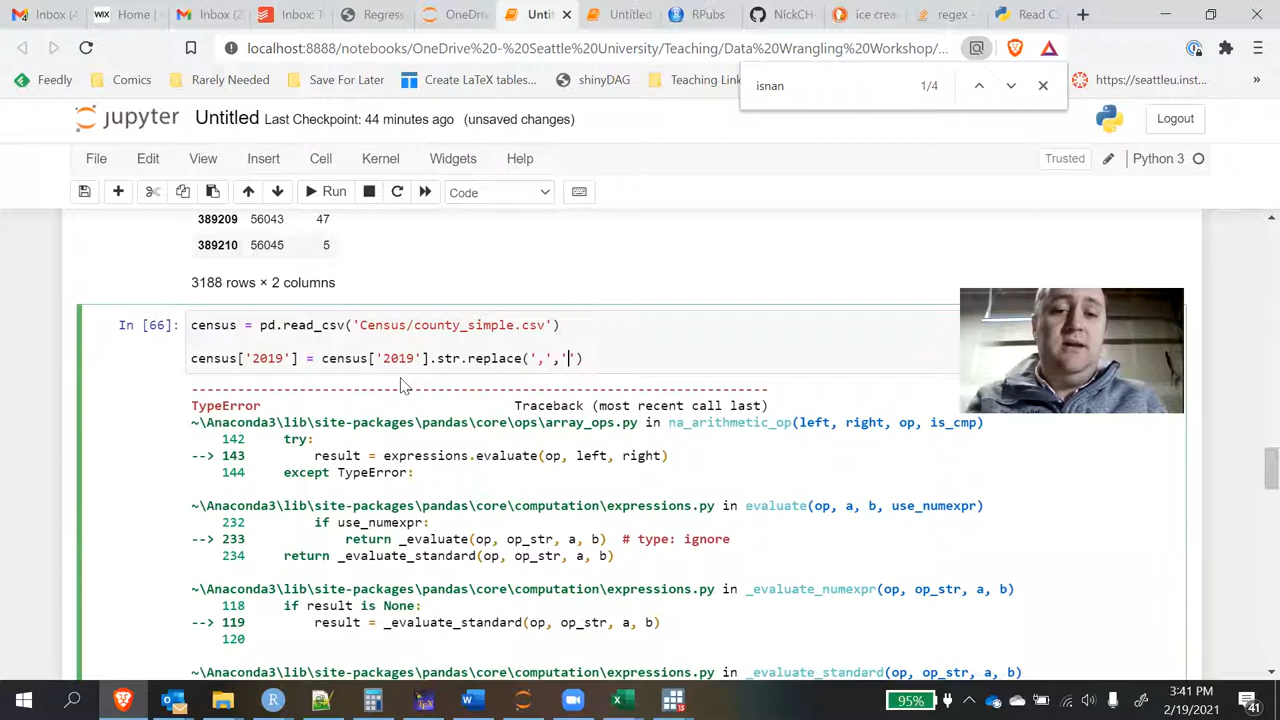 Inbox (4
Home |
Inbox (2
Inbox: T
Regress
OneDriv
Untit
Untitled
RPubs
NickCH
ice crea
regex -
Read CS
localhost:8888/notebooks/OneDrive%20-%20Seattle%20University/Teaching/Data%20Wrangling%20Workshop/...
Feedly
Comics
Rarely Needed
Save For Later
Create LaTeX tables...
shinyDAG
Teaching Link
https://seattleu.inst...
»
isnan
1/4
jupyter Untitled Last Checkpoint: 44 minutes ago (unsaved changes)
Logout
File Edit View Insert Cell Kernel Widgets Help
Trusted
Python 3
Run
Code
389209 56043 47
389210 56045 5
3188 rows × 2 columns
In [66]: census = pd.read_csv('Census/county_simple.csv')
census['2019'] = census['2019'].str.replace(',','')
---------------------------------------------------------------------------
TypeError Traceback (most recent call last)
~\Anaconda3\lib\site-packages\pandas\core\ops\array_ops.py in na_arithmetic_op(left, right, op, is_cmp)
142 try:
--> 143 result = expressions.evaluate(op, left, right)
144 except TypeError:
~\Anaconda3\lib\site-packages\pandas\core\computation\expressions.py in evaluate(op, a, b, use_numexpr)
232 if use_numexpr:
--> 233 return _evaluate(op, op_str, a, b) # type: ignore
234 return _evaluate_standard(op, op_str, a, b)
~\Anaconda3\lib\site-packages\pandas\core\computation\expressions.py in _evaluate_numexpr(op, op_str, a, b)
118 if result is None:
--> 119 result = _evaluate_standard(op, op_str, a, b)
120
~\Anaconda3\lib\site-packages\pandas\core\computation\expressions.py in _evaluate_standard(op, op_str, a, b)
95%
3:41 PM
2/19/2021
41